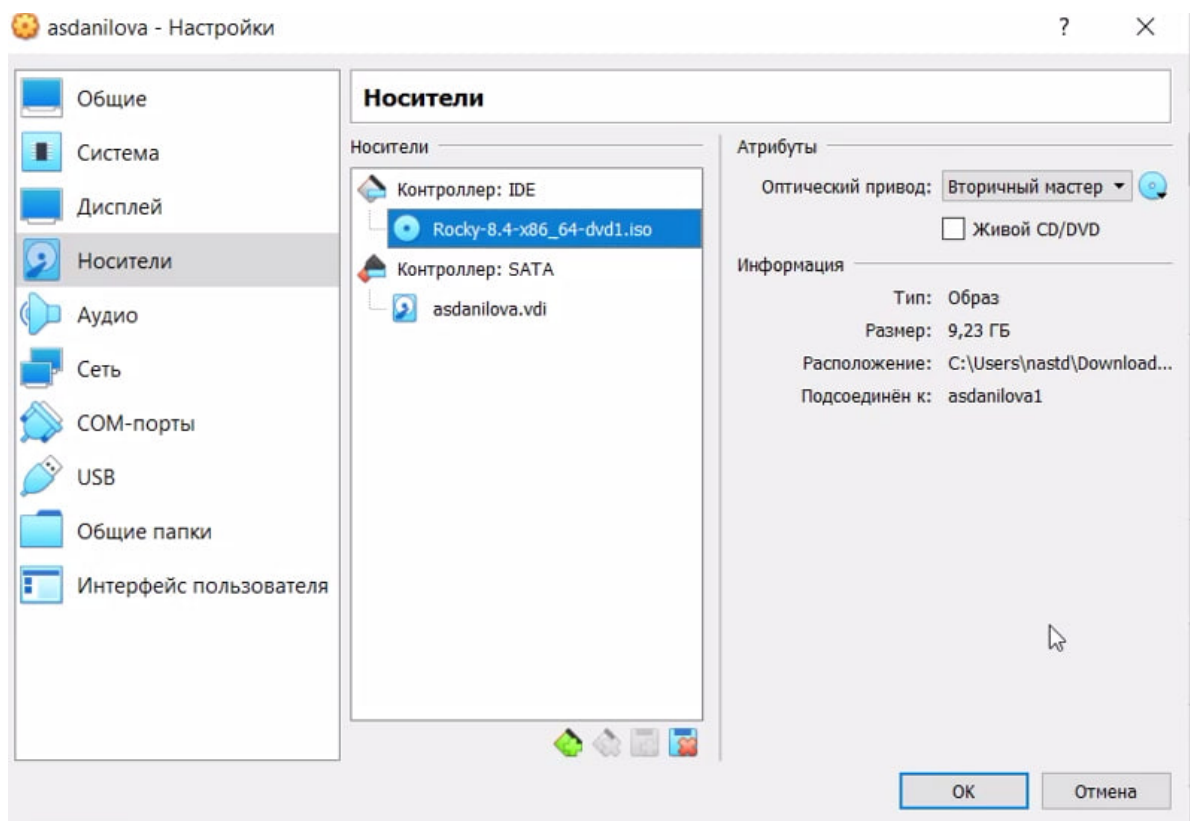 asdanilova - Настройки
?
Общие
Система
Дисплей
Носители
Аудио
Сеть
COM-порты
USB
Общие папки
Интерфейс пользователя
Носители
Носители
Контроллер: IDE
Rocky-8.4-x86_64-dvd1.iso
Контроллер: SATA
asdanilova.vdi
Атрибуты
Оптический привод: Вторичный мастер
Живой CD/DVD
Информация
Тип: Образ
Размер: 9,23 ГБ
Расположение: C:\Users\nastd\Download...
Подсоединён к: asdanilova1
OK
Отмена